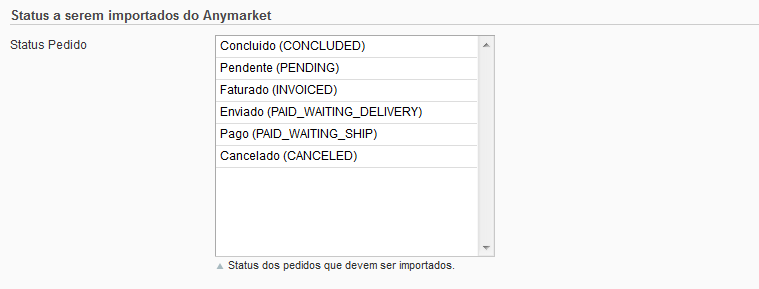 Status a serem importados do Anymarket
Status Pedido
Concluido (CONCLUDED)
Pendente (PENDING)
Faturado (INVOICED)
Enviado (PAID_WAITING_DELIVERY)
Pago (PAID_WAITING_SHIP)
Cancelado (CANCELED)
Status dos pedidos que devem ser importados.